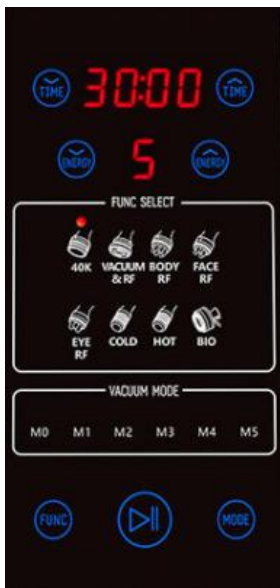 TIME 30:00 TIME
ENERGY 5 ENERGY
FUNC SELECT
40K VACUUM & RF BODY RF FACE RF
EYE RF COLD HOT BIO
VACUUM MODE
M0 M1 M2 M3 M4 M5
FUNC MODE